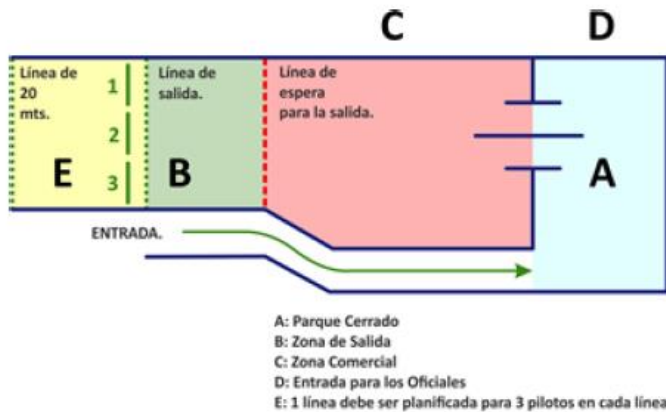 C
D
Línea de
20
mts.
1
2
3
E
Línea de
salida.
B
Línea de
espera
para la salida.
A
ENTRADA.
A: Parque Cerrado
B: Zona de Salida
C: Zona Comercial
D: Entrada para los Oficiales
E: 1 línea debe ser planificada para 3 pilotos en cada línea